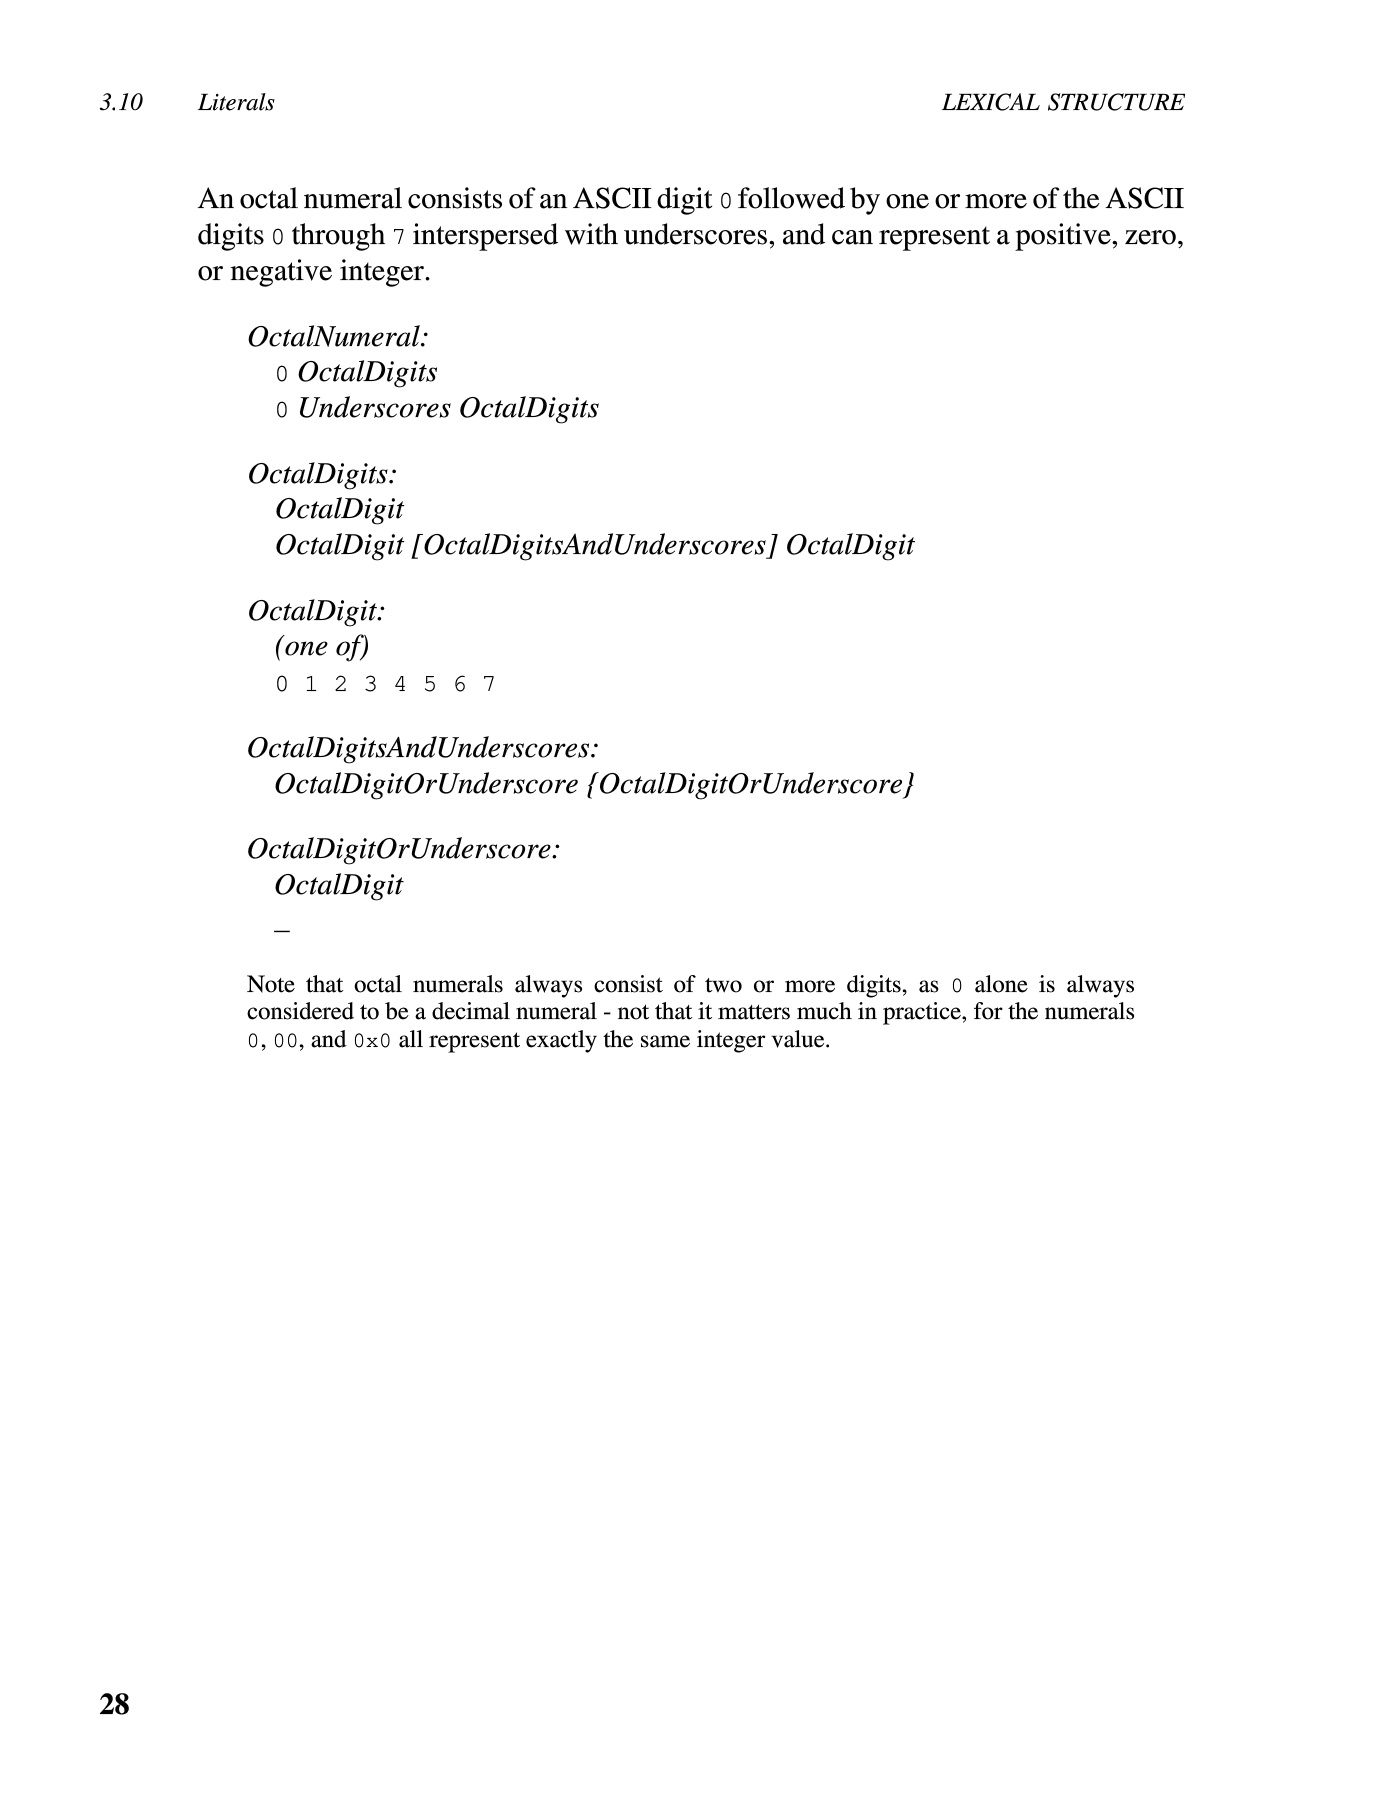 3.10 Literals LEXICAL STRUCTURE
An octal numeral consists of an ASCII digit 0 followed by one or more of the ASCII
digits 0 through 7 interspersed with underscores, and can represent a positive, zero,
or negative integer.
OctalNumeral:
0 OctalDigits
0 Underscores OctalDigits
OctalDigits:
OctalDigit
OctalDigit [OctalDigitsAndUnderscores] OctalDigit
OctalDigit:
(one of)
0 1 2 3 4 5 6 7
OctalDigitsAndUnderscores:
OctalDigitOrUnderscore {OctalDigitOrUnderscore}
OctalDigitOrUnderscore:
OctalDigit
_
Note that octal numerals always consist of two or more digits, as 0 alone is always
considered to be a decimal numeral - not that it matters much in practice, for the numerals
0, 00, and 0x0 all represent exactly the same integer value.
28